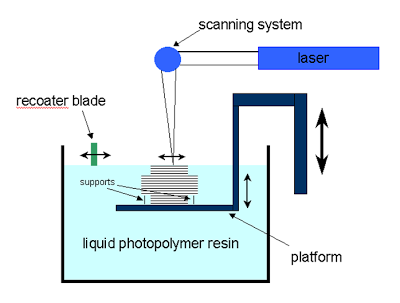 scanning system
laser
recoater blade
supports
liquid photopolymer resin
platform